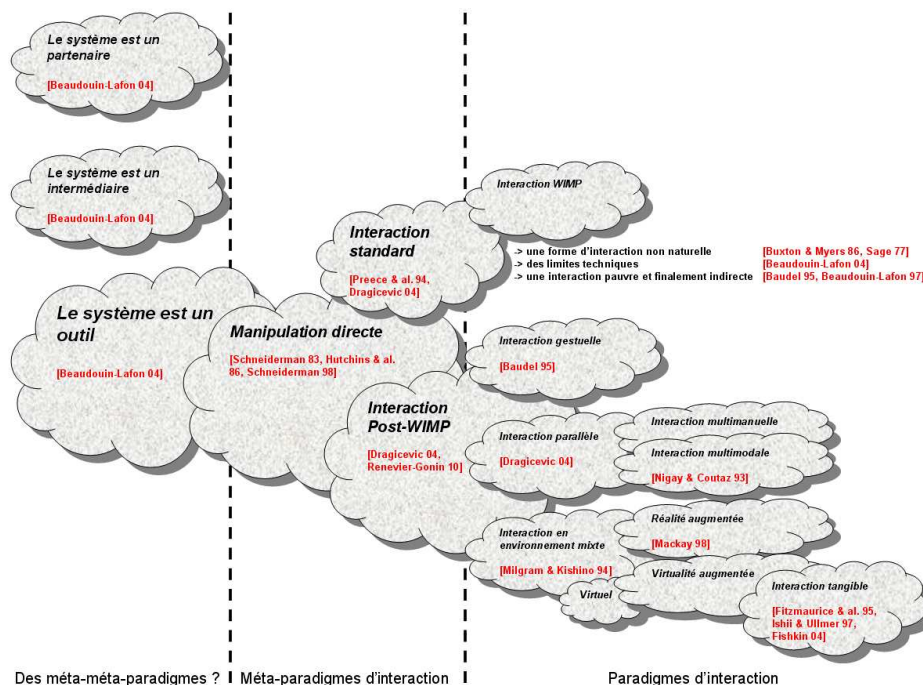 Le système est un
partenaire
[Beaudouin-Lafon 04]
Le système est un
intermédiaire
[Beaudouin-Lafon 04]
Le système est un
outil
[Beaudouin-Lafon 04]
Manipulation directe
[Schneiderman 83, Hutchins & al.
86, Schneiderman 98]
Interaction
standard
[Preece & al. 94,
Dragicevic 04]
Interaction
Post-WIMP
[Dragicevic 04,
Renevier-Gonin 10]
Interaction WIMP
-> une forme d'interaction non naturelle [Buxton & Myers 86, Sage 77]
-> des limites techniques [Beaudouin-Lafon 04]
-> une interaction pauvre et finalement indirecte [Baudel 95, Beaudouin-Lafon 97]
Interaction gestuelle
[Baudel 95]
Interaction parallèle
[Dragicevic 04]
Interaction multimanuelle
Interaction multimodale
[Nigay & Coutaz 93]
Interaction en
environnement mixte
[Milgram & Kishino 94]
Réalité augmentée
[Mackay 98]
Virtuel
Virtualité augmentée
Interaction tangible
[Fitzmaurice & al. 95,
Ishii & Ullmer 97,
Fishkin 04]
Des méta-méta-paradigmes ?
Méta-paradigmes d'interaction
Paradigmes d'interaction